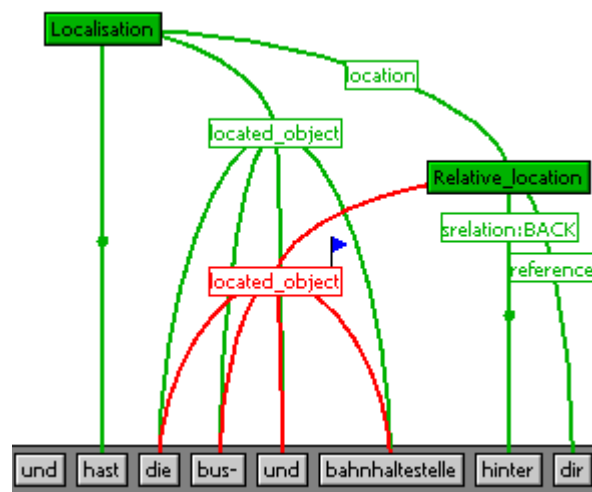 Localisation
location
located_object
Relative_location
srelation:BACK
reference
located_object
und hast die bus- und bahnhaltestelle hinter dir